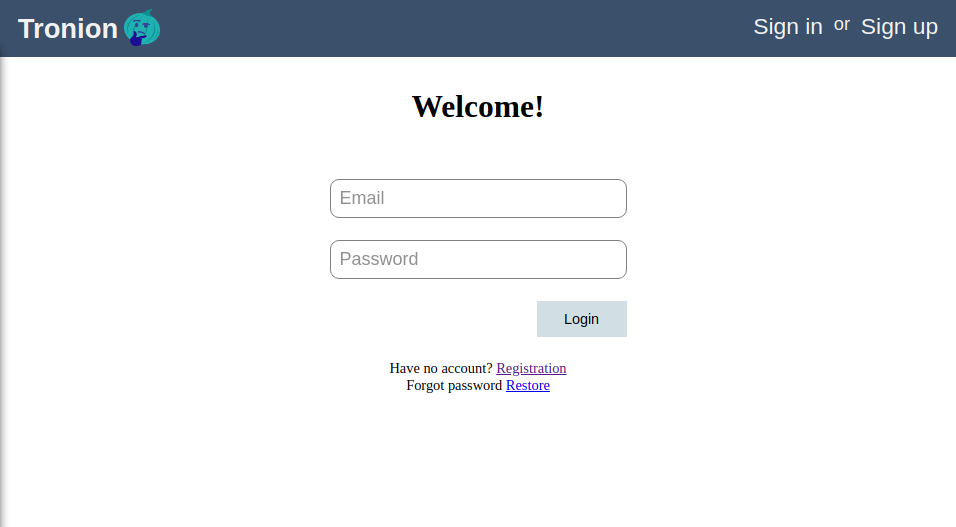 Tronion Sign in or Sign up
Welcome!
Email
Password
Login
Have no account? Registration
Forgot password Restore